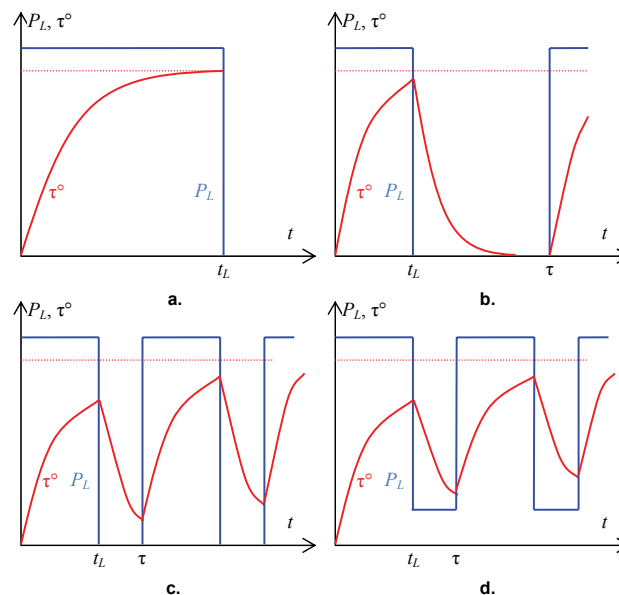 P_L, τ°
τ° P_L
t
t_L
a.
P_L, τ°
τ° P_L
t
t_L τ
b.
P_L, τ°
τ° P_L
t
t_L τ
c.
P_L, τ°
τ° P_L
t
t_L τ
d.